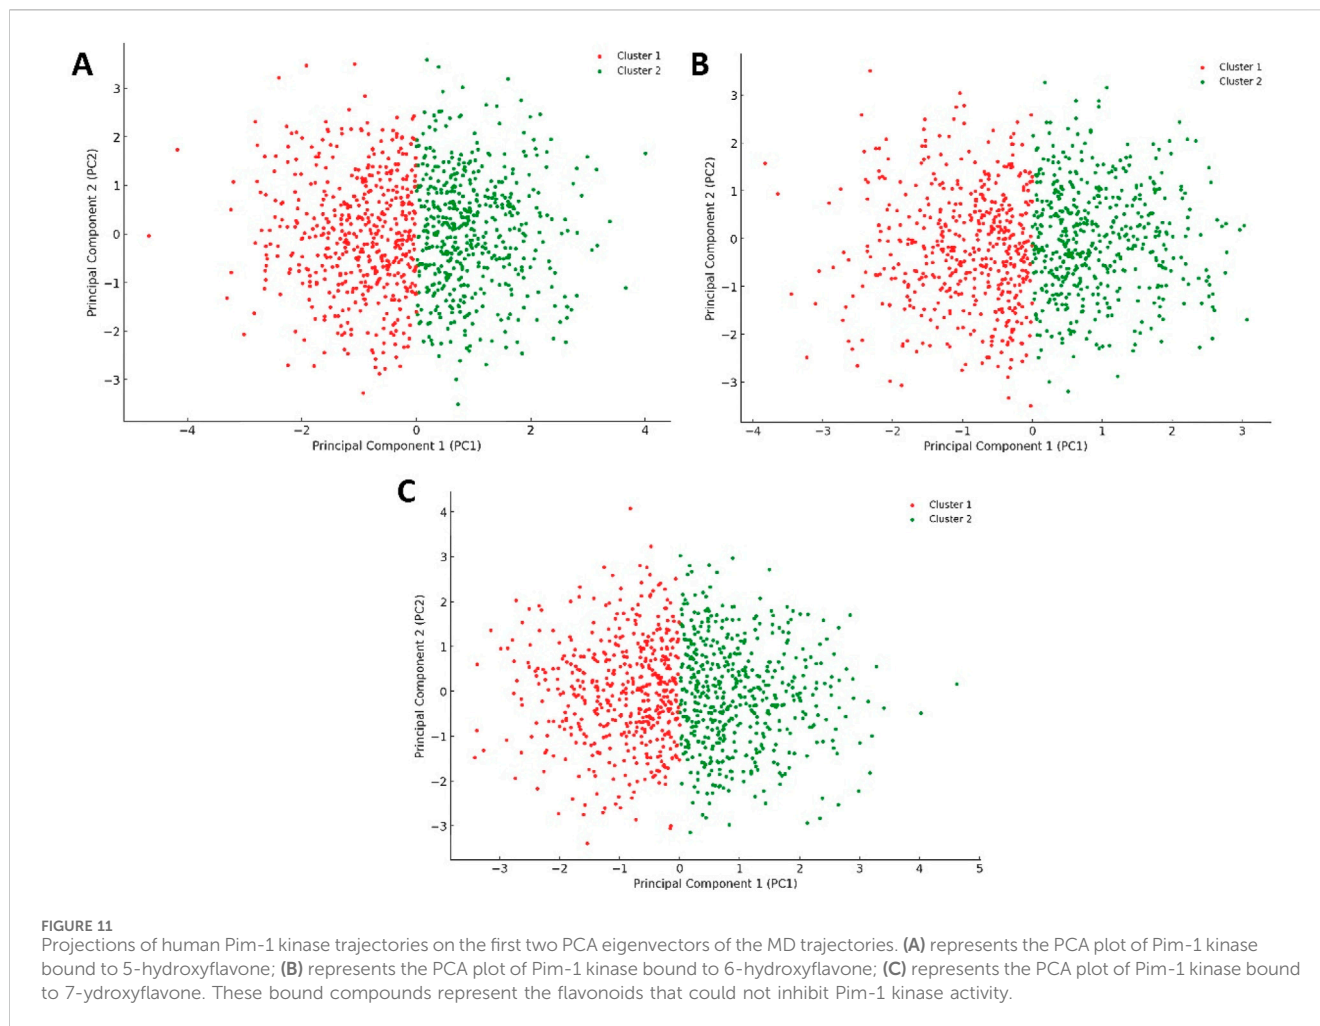 A
Cluster 1
Cluster 2
3
2
1
0
−1
−2
−3
Principal Component 2 (PC2)
−4
−2
0
2
4
Principal Component 1 (PC1)
B
Cluster 1
Cluster 2
3
2
1
0
−1
−2
−3
Principal Component 2 (PC2)
−4
−3
−2
−1
0
1
2
3
Principal Component 1 (PC1)
C
Cluster 1
Cluster 2
4
3
2
1
0
−1
−2
−3
Principal Component 2 (PC2)
−3
−2
−1
0
1
2
3
4
5
Principal Component 1 (PC1)
FIGURE 11
Projections of human Pim-1 kinase trajectories on the first two PCA eigenvectors of the MD trajectories. (A) represents the PCA plot of Pim-1 kinase
bound to 5-hydroxyflavone; (B) represents the PCA plot of Pim-1 kinase bound to 6-hydroxyflavone; (C) represents the PCA plot of Pim-1 kinase bound
to 7-ydroxyflavone. These bound compounds represent the flavonoids that could not inhibit Pim-1 kinase activity.